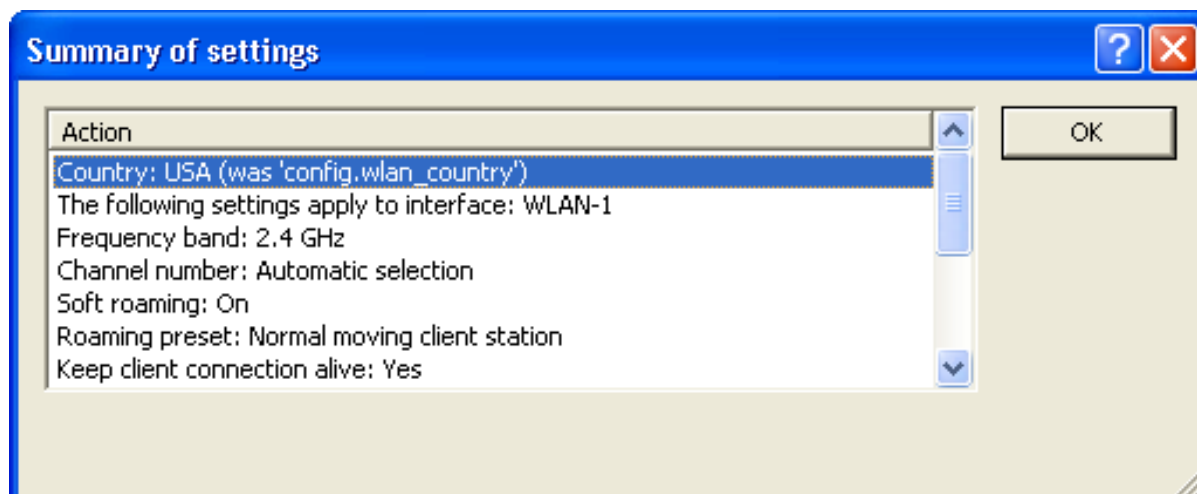 Summary of settings
Action
OK
Country: USA (was 'config.wlan_country')
The following settings apply to interface: WLAN-1
Frequency band: 2.4 GHz
Channel number: Automatic selection
Soft roaming: On
Roaming preset: Normal moving client station
Keep client connection alive: Yes